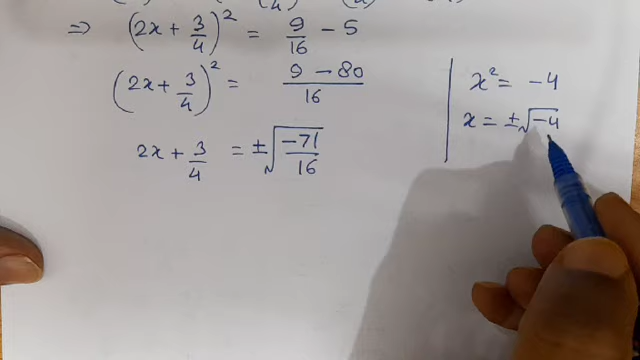 ⇒ (2x + 3/4)² = 9/16 − 5
(2x + 3/4)² = 9 − 80/16
2x + 3/4 = ±√(−71/16)
x² = −4
x = ±√−4